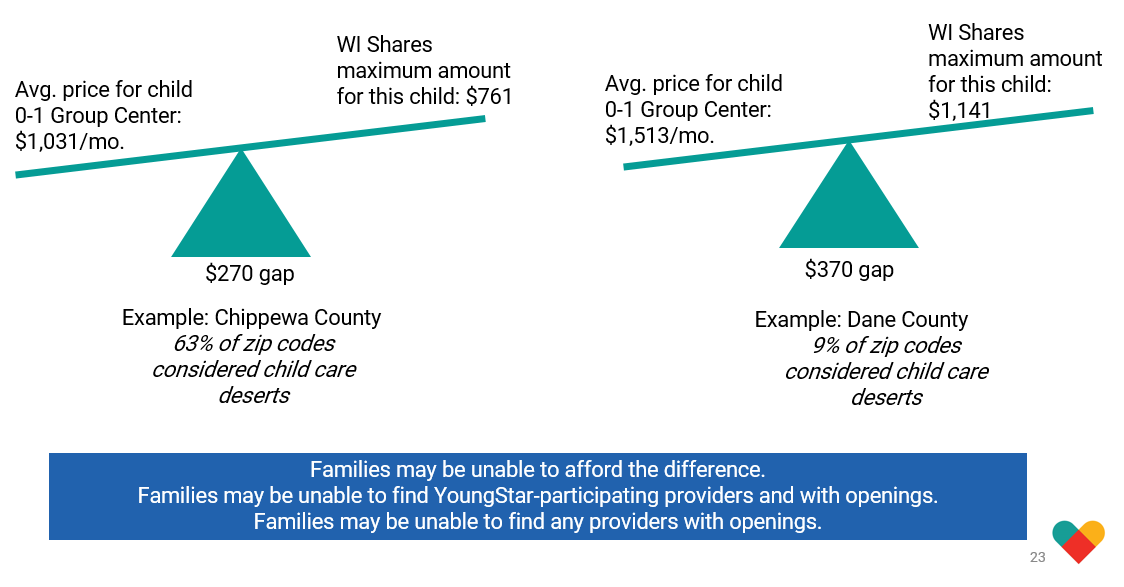 Avg. price for child
0-1 Group Center:
$1,031/mo.
WI Shares
maximum amount
for this child: $761
$270 gap
Example: Chippewa County
63% of zip codes
considered child care
deserts
Avg. price for child
0-1 Group Center:
$1,513/mo.
WI Shares
maximum amount
for this child:
$1,141
$370 gap
Example: Dane County
9% of zip codes
considered child care
deserts
Families may be unable to afford the difference.
Families may be unable to find YoungStar-participating providers and with openings.
Families may be unable to find any providers with openings.
23